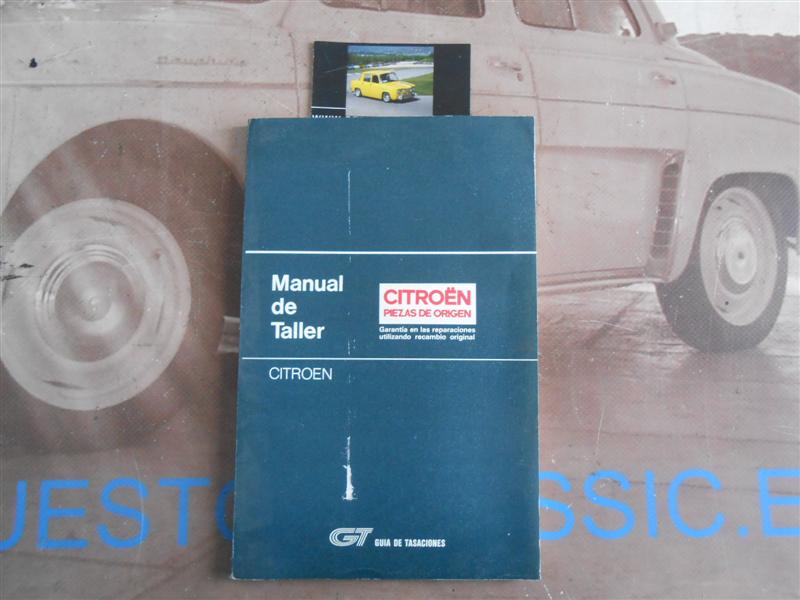 Manual
de
Taller
CITROËN
PIEZAS DE ORIGEN
Garantía en las reparaciones
utilizando recambio original
CITROEN
GT GUIA DE TASACIONES